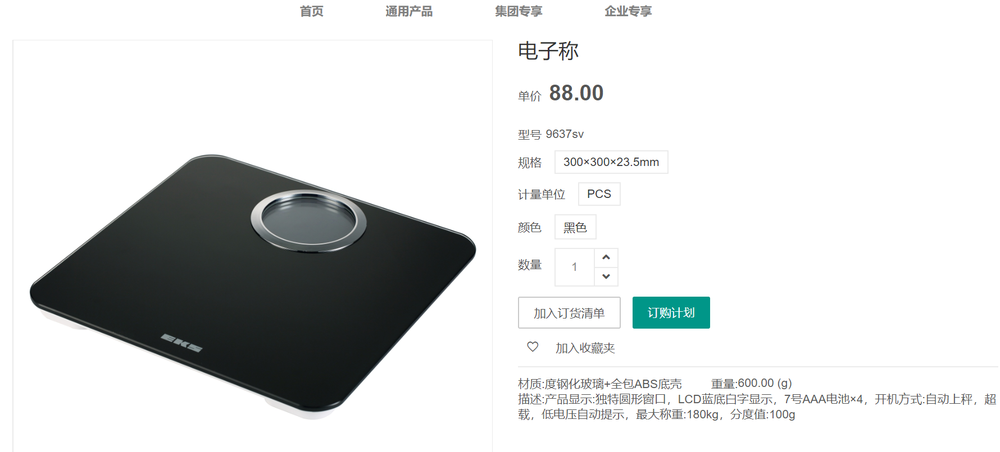 首页 通用产品 集团专享 企业专享
电子称
单价 88.00
型号 9637sv
规格 300×300×23.5mm
计量单位 PCS
颜色 黑色
数量 1
加入订货清单 订购计划
加入收藏夹
材质:度钢化玻璃+全包ABS底壳 重量:600.00 (g)
描述:产品显示:独特圆形窗口，LCD蓝底白字显示，7号AAA电池×4，开机方式:自动上秤，超
载，低电压自动提示，最大称重:180kg，分度值:100g
EKS